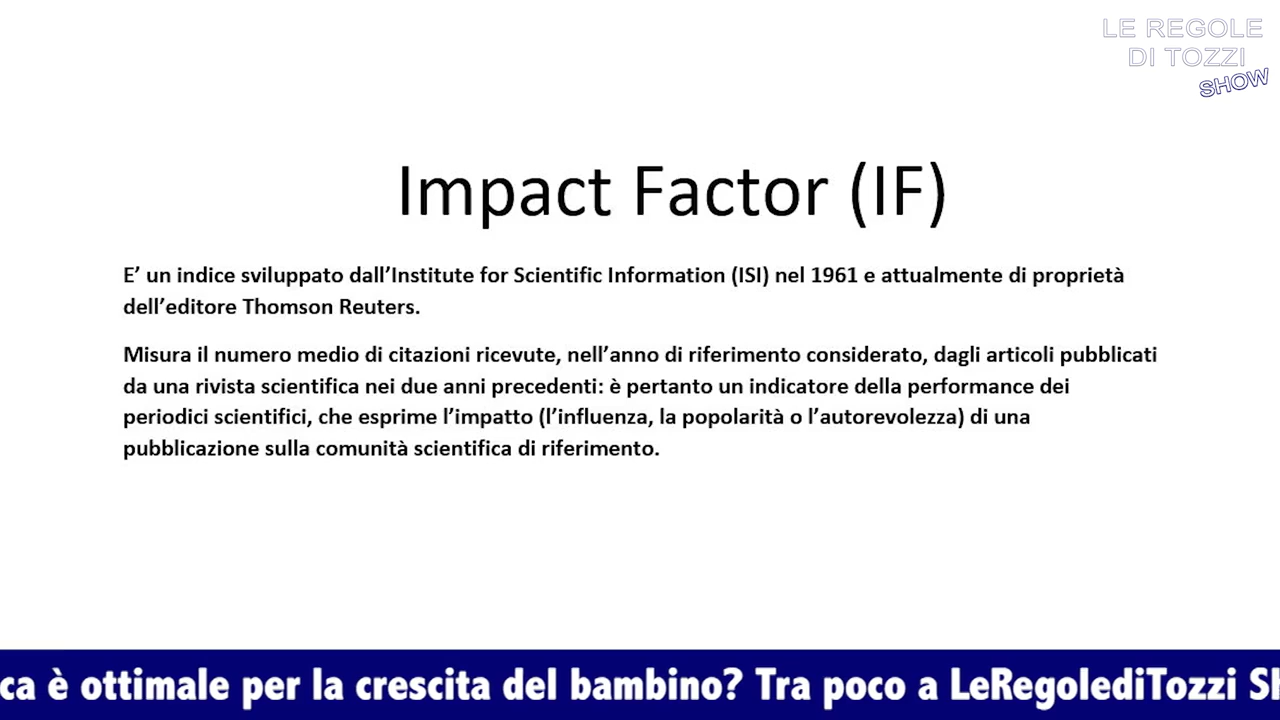 LE REGOLE
DI TOZZI
SHOW
Impact Factor (IF)
E’ un indice sviluppato dall’Institute for Scientific Information (ISI) nel 1961 e attualmente di proprietà
dell’editore Thomson Reuters.
Misura il numero medio di citazioni ricevute, nell’anno di riferimento considerato, dagli articoli pubblicati
da una rivista scientifica nei due anni precedenti: è pertanto un indicatore della performance dei
periodici scientifici, che esprime l’impatto (l’influenza, la popolarità o l’autorevolezza) di una
pubblicazione sulla comunità scientifica di riferimento.
ca è ottimale per la crescita del bambino? Tra poco a LeRegolediTozzi